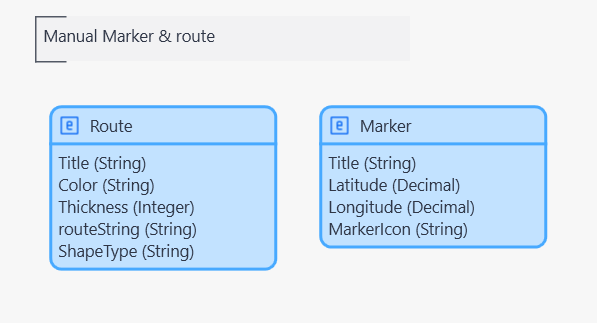 Manual Marker & route
Route
Title (String)
Color (String)
Thickness (Integer)
routeString (String)
ShapeType (String)
Marker
Title (String)
Latitude (Decimal)
Longitude (Decimal)
MarkerIcon (String)